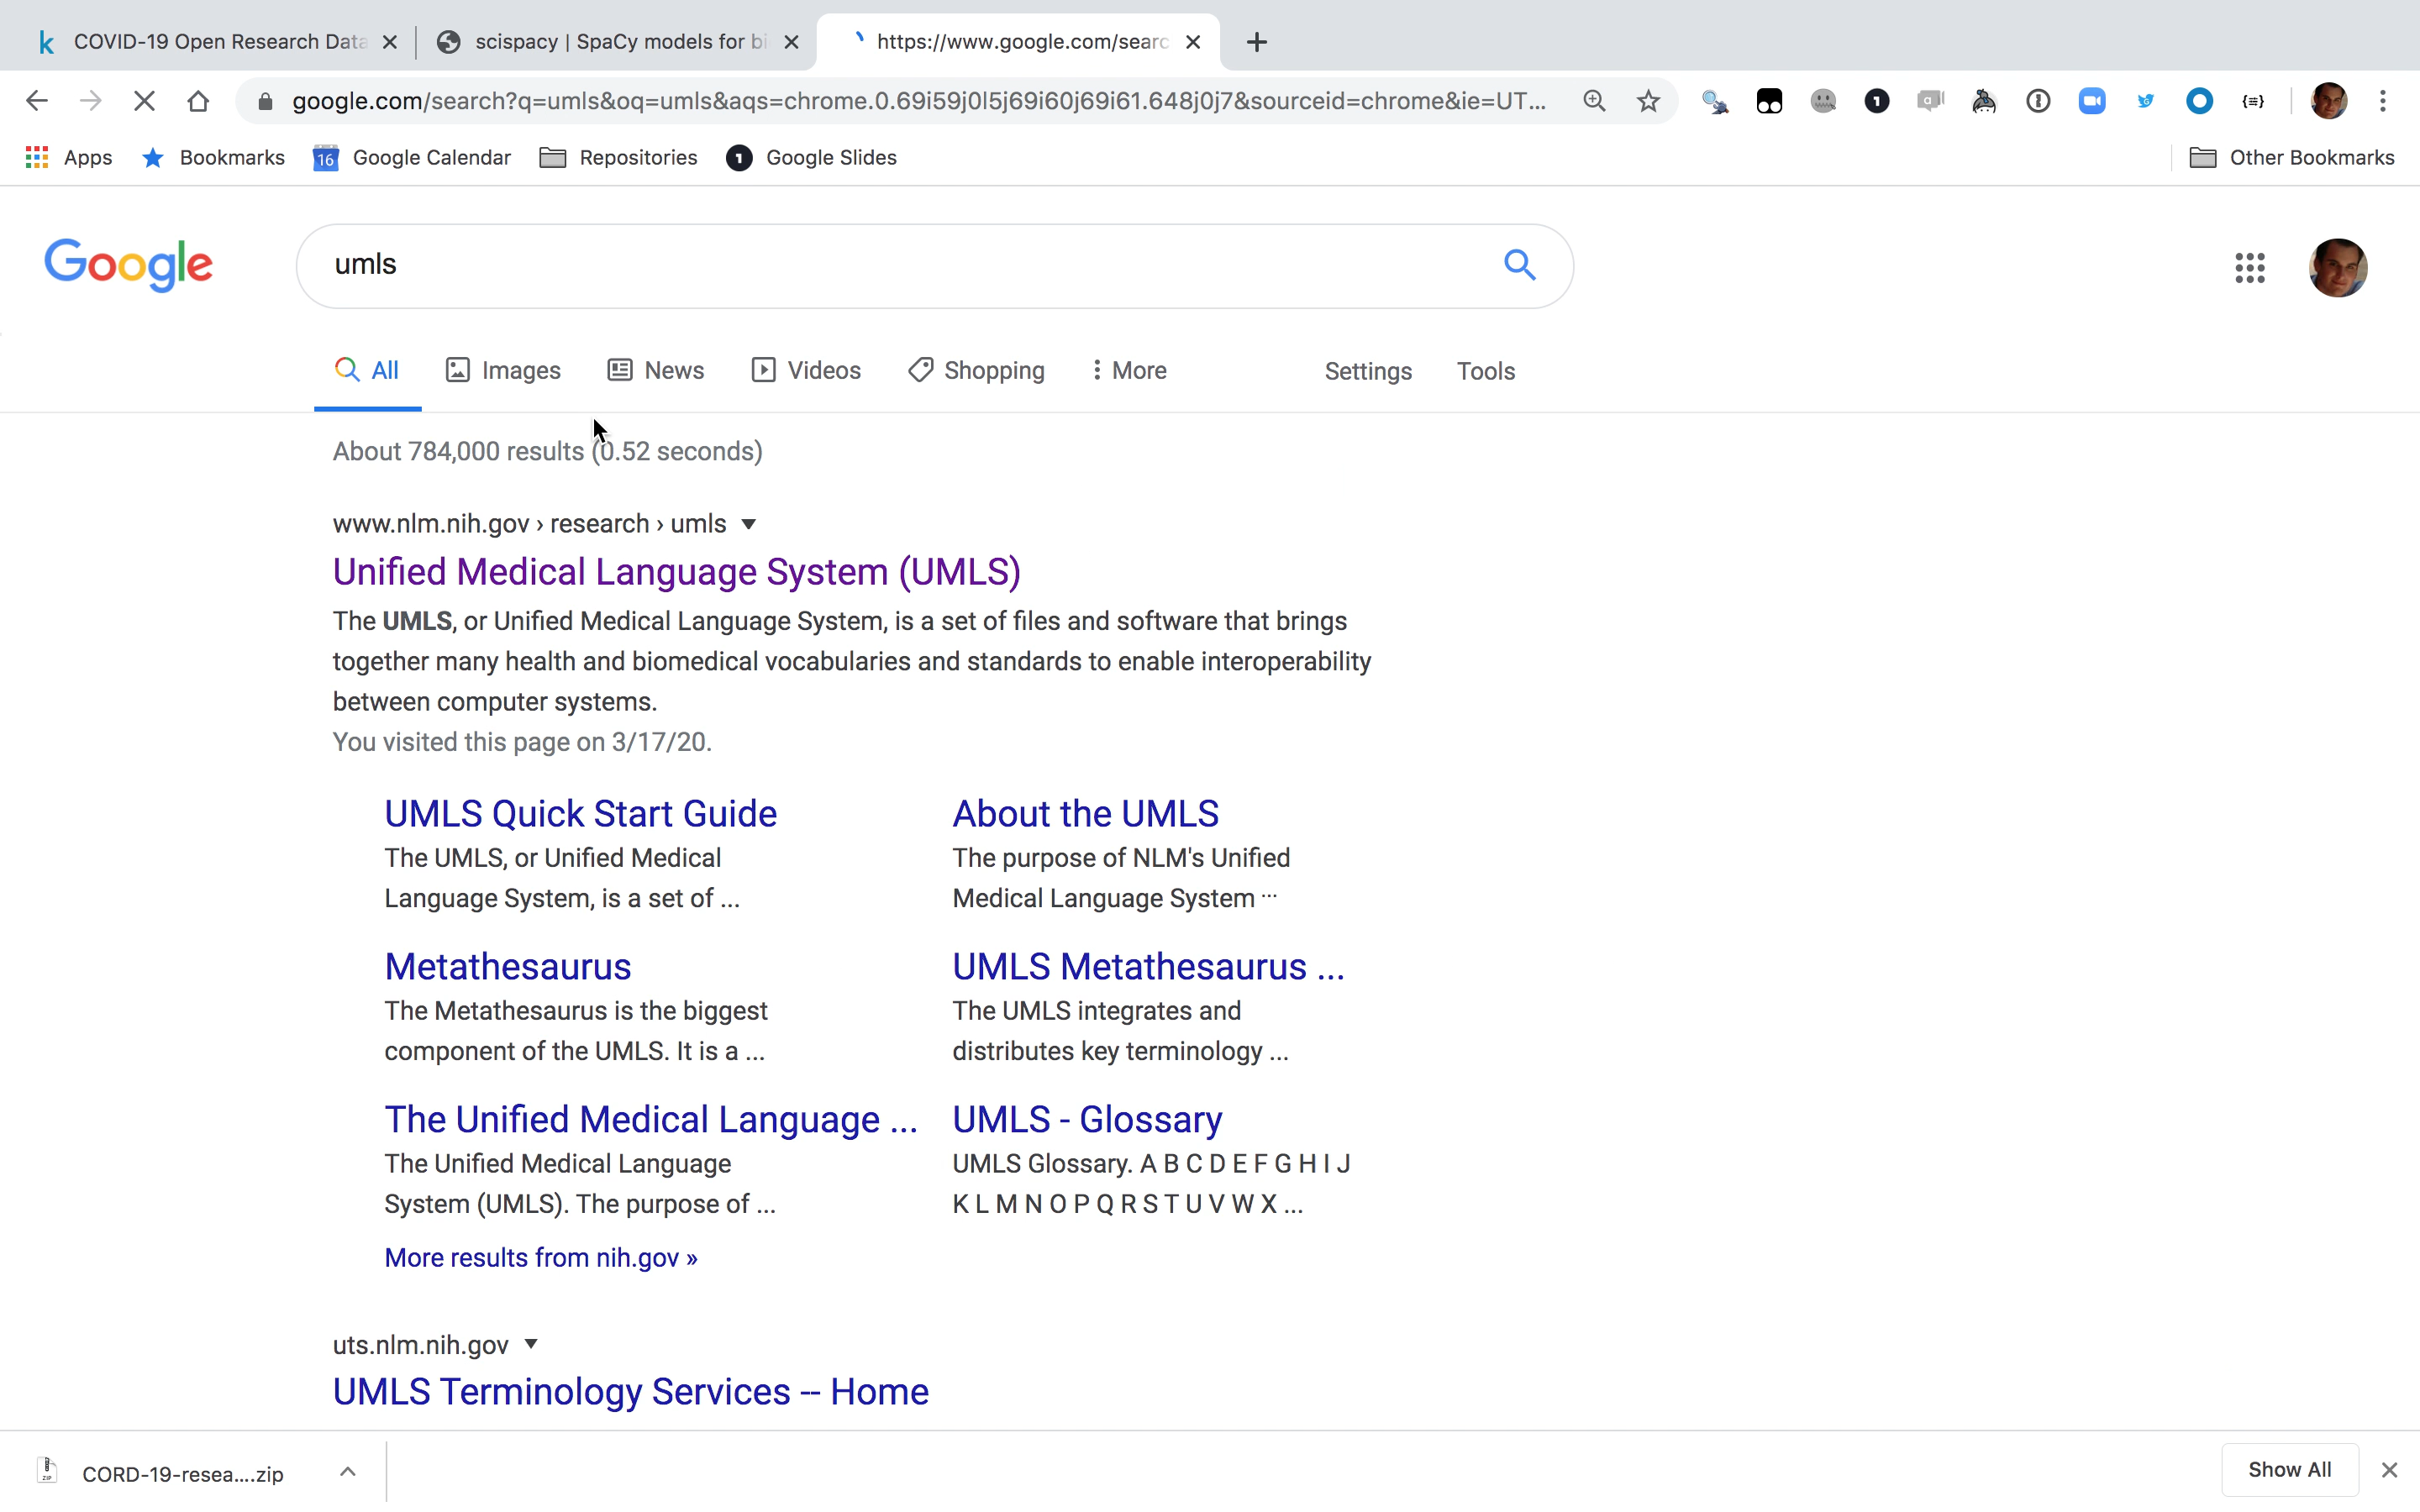 COVID-19 Open Research Data
scispacy | SpaCy models for bi
https://www.google.com/searc
google.com/search?q=umls&oq=umls&aqs=chrome.0.69i59j0l5j69i60j69i61.648j0j7&sourceid=chrome&ie=UT...
Apps
Bookmarks
16
Google Calendar
Repositories
Google Slides
Other Bookmarks
Google
umls
All
Images
News
Videos
Shopping
More
Settings
Tools
About 784,000 results (0.52 seconds)
www.nlm.nih.gov › research › umls
Unified Medical Language System (UMLS)
The UMLS, or Unified Medical Language System, is a set of files and software that brings
together many health and biomedical vocabularies and standards to enable interoperability
between computer systems.
You visited this page on 3/17/20.
UMLS Quick Start Guide
The UMLS, or Unified Medical
Language System, is a set of ...
About the UMLS
The purpose of NLM's Unified
Medical Language System ...
Metathesaurus
The Metathesaurus is the biggest
component of the UMLS. It is a ...
UMLS Metathesaurus ...
The UMLS integrates and
distributes key terminology ...
The Unified Medical Language ...
The Unified Medical Language
System (UMLS). The purpose of ...
UMLS - Glossary
UMLS Glossary. A B C D E F G H I J
K L M N O P Q R S T U V W X ...
More results from nih.gov »
uts.nlm.nih.gov
UMLS Terminology Services -- Home
ZIP
CORD-19-resea....zip
Show All